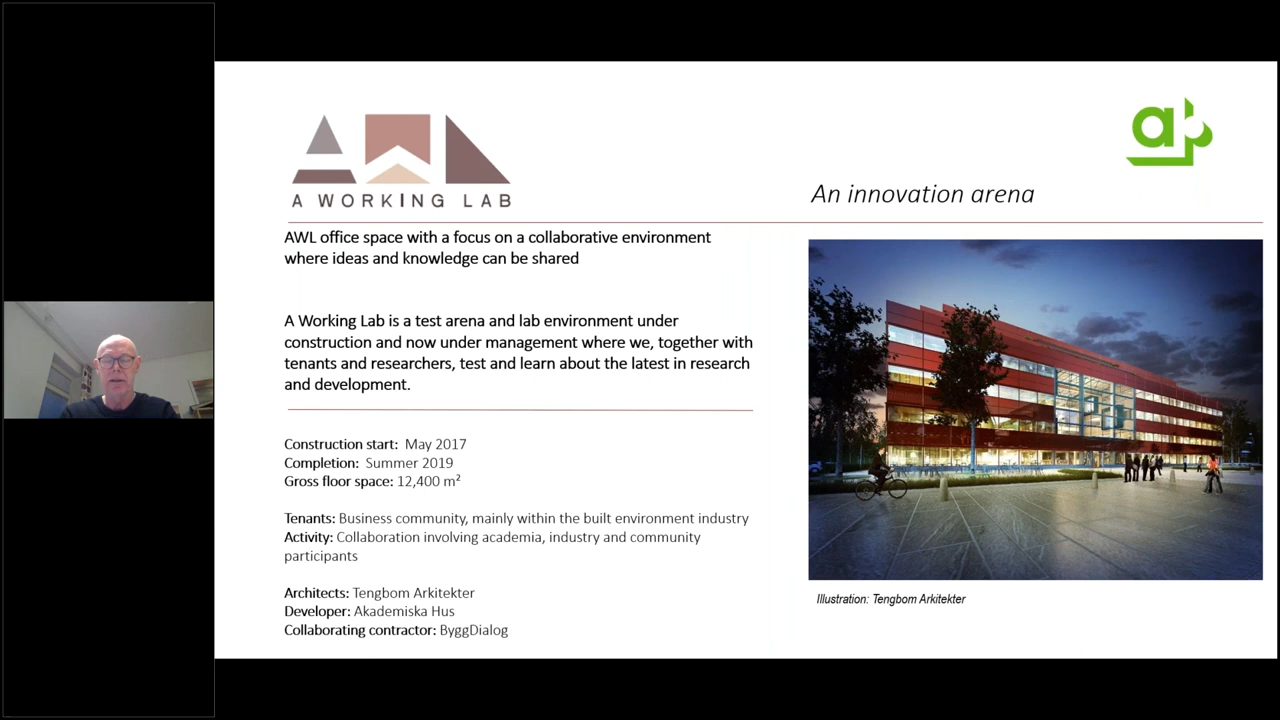 AWL
A WORKING LAB
An innovation arena
AWL office space with a focus on a collaborative environment
where ideas and knowledge can be shared
A Working Lab is a test arena and lab environment under
construction and now under management where we, together with
tenants and researchers, test and learn about the latest in research
and development.
Construction start: May 2017
Completion: Summer 2019
Gross floor space: 12,400 m²
Tenants: Business community, mainly within the built environment industry
Activity: Collaboration involving academia, industry and community
participants
Architects: Tengbom Arkitekter
Developer: Akademiska Hus
Collaborating contractor: ByggDialog
Illustration: Tengbom Arkitekter